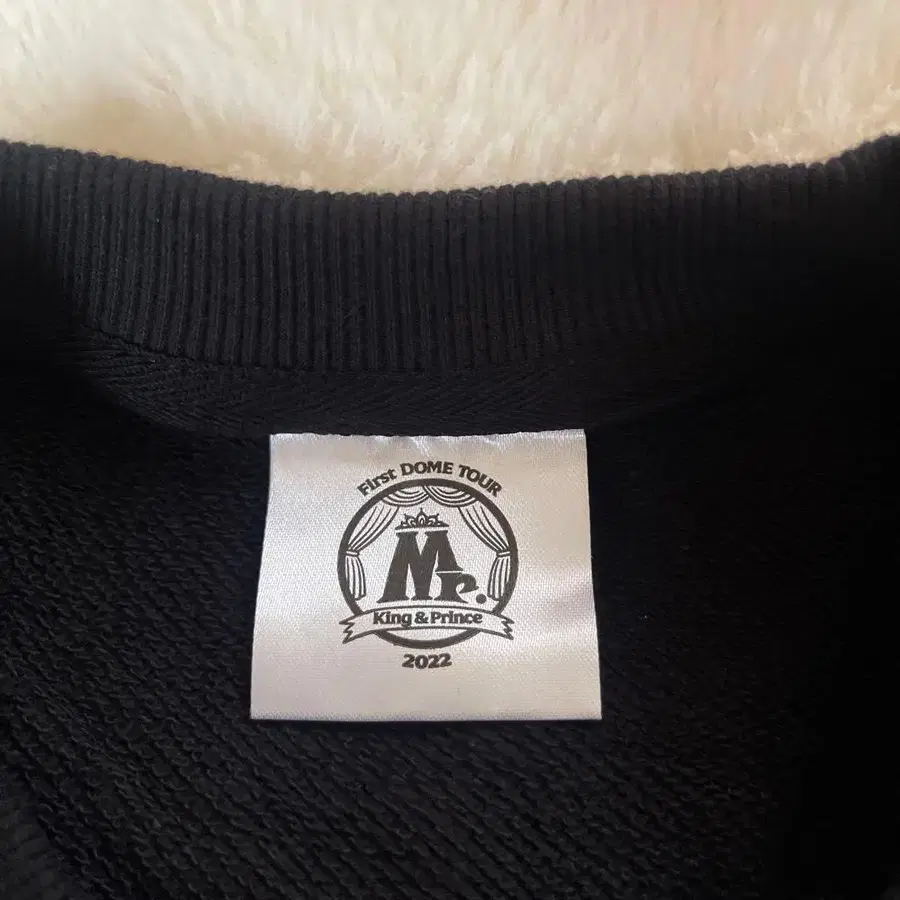 First DOME TOUR
Mr.
King & Prince
2022